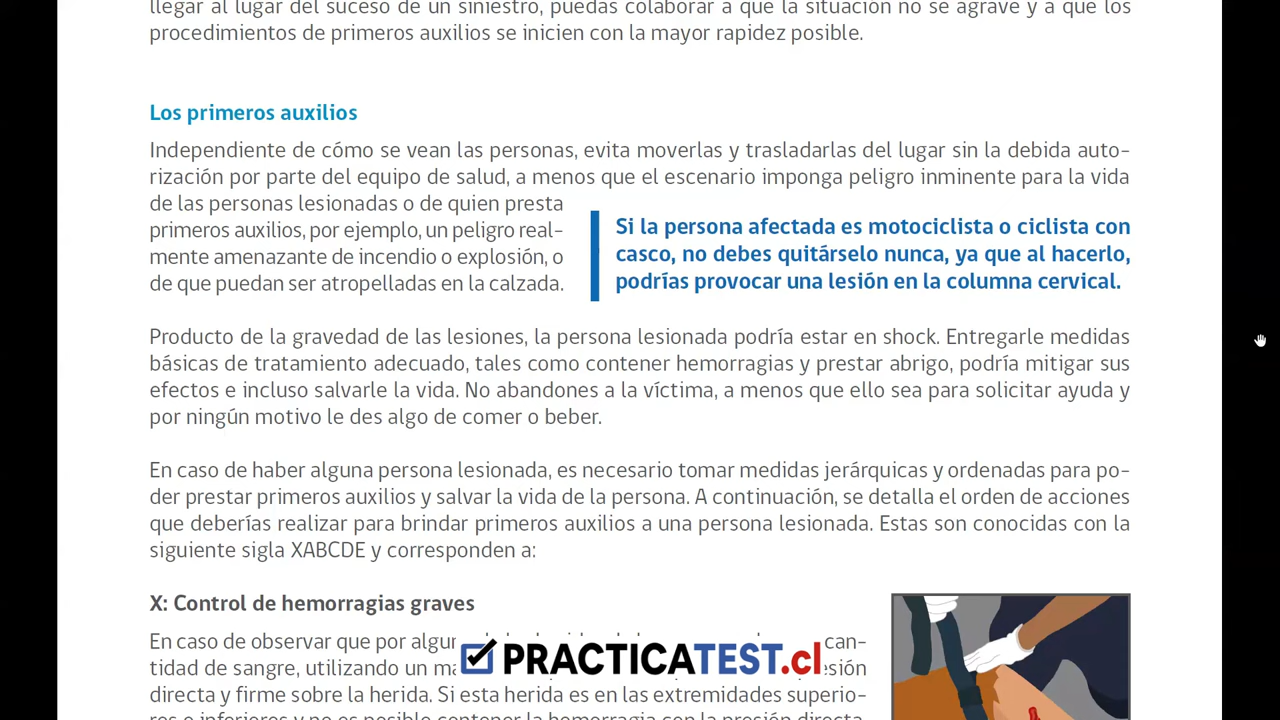 llegar al lugar del suceso de un siniestro, puedas colaborar a que la situación no se agrave y a que los
procedimientos de primeros auxilios se inicien con la mayor rapidez posible.
Los primeros auxilios
Independiente de cómo se vean las personas, evita moverlas y trasladarlas del lugar sin la debida auto-
rización por parte del equipo de salud, a menos que el escenario imponga peligro inminente para la vida
de las personas lesionadas o de quien presta
primeros auxilios, por ejemplo, un peligro real-
mente amenazante de incendio o explosión, o
de que puedan ser atropelladas en la calzada.
Si la persona afectada es motociclista o ciclista con
casco, no debes quitárselo nunca, ya que al hacerlo,
podrías provocar una lesión en la columna cervical.
Producto de la gravedad de las lesiones, la persona lesionada podría estar en shock. Entregarle medidas
básicas de tratamiento adecuado, tales como contener hemorragias y prestar abrigo, podría mitigar sus
efectos e incluso salvarle la vida. No abandones a la víctima, a menos que ello sea para solicitar ayuda y
por ningún motivo le des algo de comer o beber.
En caso de haber alguna persona lesionada, es necesario tomar medidas jerárquicas y ordenadas para po-
der prestar primeros auxilios y salvar la vida de la persona. A continuación, se detalla el orden de acciones
que deberías realizar para brindar primeros auxilios a una persona lesionada. Estas son conocidas con la
siguiente sigla XABCDE y corresponden a:
X: Control de hemorragias graves
En caso de observar que por can-
tidad de sangre, utilizando un
directa y firme sobre la herida. Si esta herida es en las extremidades superio-
res o inferiores y no es posible contener la hemorragia con la presión directa,
PRACTICATEST.cl